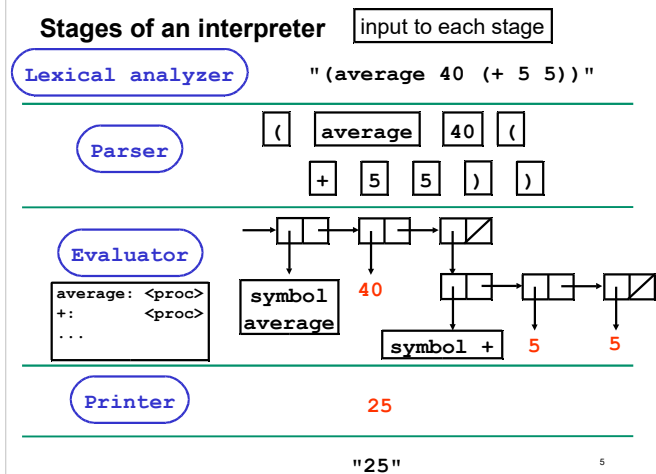 Stages of an interpreter
input to each stage
Lexical analyzer
"(average 40 (+ 5 5))"
Parser
( average 40 (
+ 5 5 ) )
Evaluator
average: <proc>
+: <proc>
...
symbol
average
40
symbol +
5
5
Printer
25
"25"
5